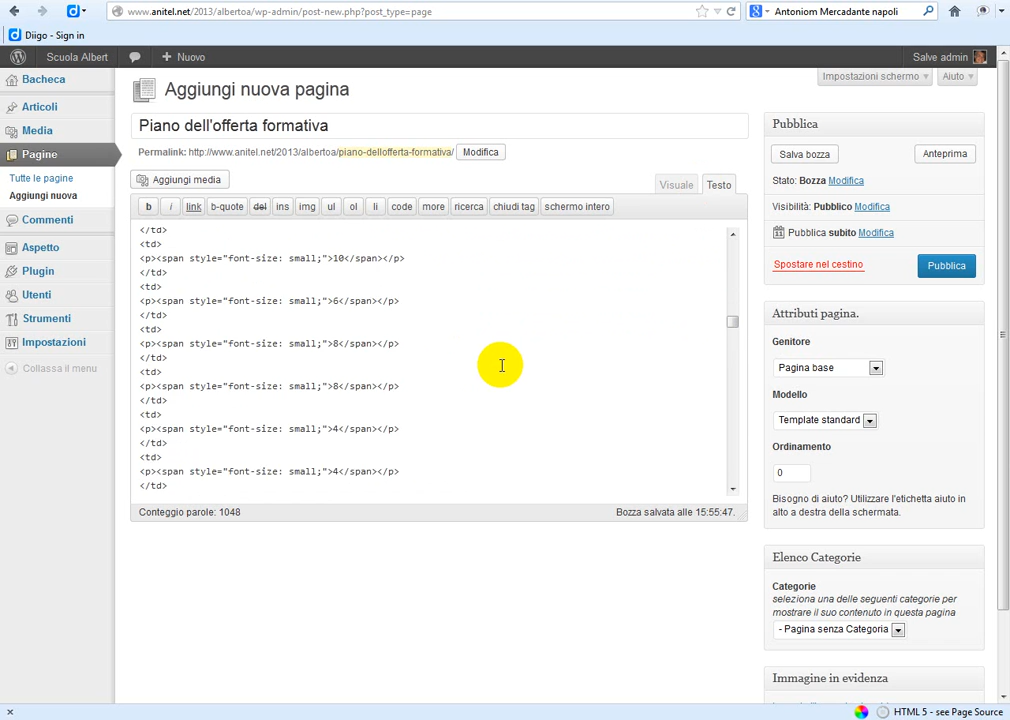 www.anitel.net/2013/albertoa/wp-admin/post-new.php?post_type=page
Antoniom Mercadante napoli
Diigo - Sign in
Scuola Albert
Nuovo
Salve admin
Bacheca
Articoli
Media
Pagine
Tutte le pagine
Aggiungi nuova
Commenti
Aspetto
Plugin
Utenti
Strumenti
Impostazioni
Collassa il menu
Impostazioni schermo
Aiuto
Aggiungi nuova pagina
Piano dell'offerta formativa
Permalink: http://www.anitel.net/2013/albertoa/piano-dellofferta-formativa/ Modifica
Aggiungi media
Visuale Testo
b i link b-quote del ins img ul ol li code more ricerca chiudi tag schermo intero
</td>
<td>
<p><span style="font-size: small;">10</span></p>
</td>
<td>
<p><span style="font-size: small;">6</span></p>
</td>
<td>
<p><span style="font-size: small;">8</span></p>
</td>
<td>
<p><span style="font-size: small;">8</span></p>
</td>
<td>
<p><span style="font-size: small;">4</span></p>
</td>
<td>
<p><span style="font-size: small;">4</span></p>
</td>
Conteggio parole: 1048
Bozza salvata alle 15:55:47.
Pubblica
Salva bozza
Anteprima
Stato: Bozza Modifica
Visibilità: Pubblico Modifica
Pubblica subito Modifica
Spostare nel cestino
Pubblica
Attributi pagina.
Genitore
Pagina base
Modello
Template standard
Ordinamento
0
Bisogno di aiuto? Utilizzare l'etichetta aiuto in
alto a destra della schermata.
Elenco Categorie
Categorie
seleziona una delle seguenti categorie per
mostrare il suo contenuto in questa pagina
- Pagina senza Categoria
Immagine in evidenza
HTML 5 - see Page Source